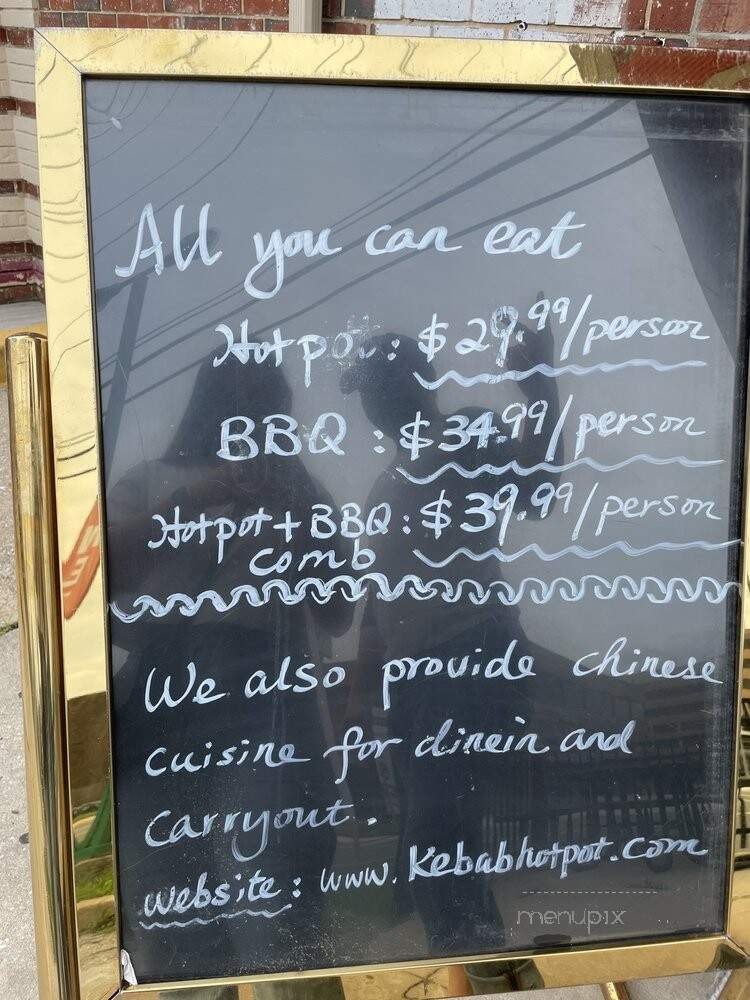 All you can eat
Hotpot: $29.99/person
BBQ: $34.99/person
Hotpot+BBQ: $39.99/person
comb
We also provide chinese
cuisine for dinein and
carryout.
website: www.kebabhotpot.com
menupix